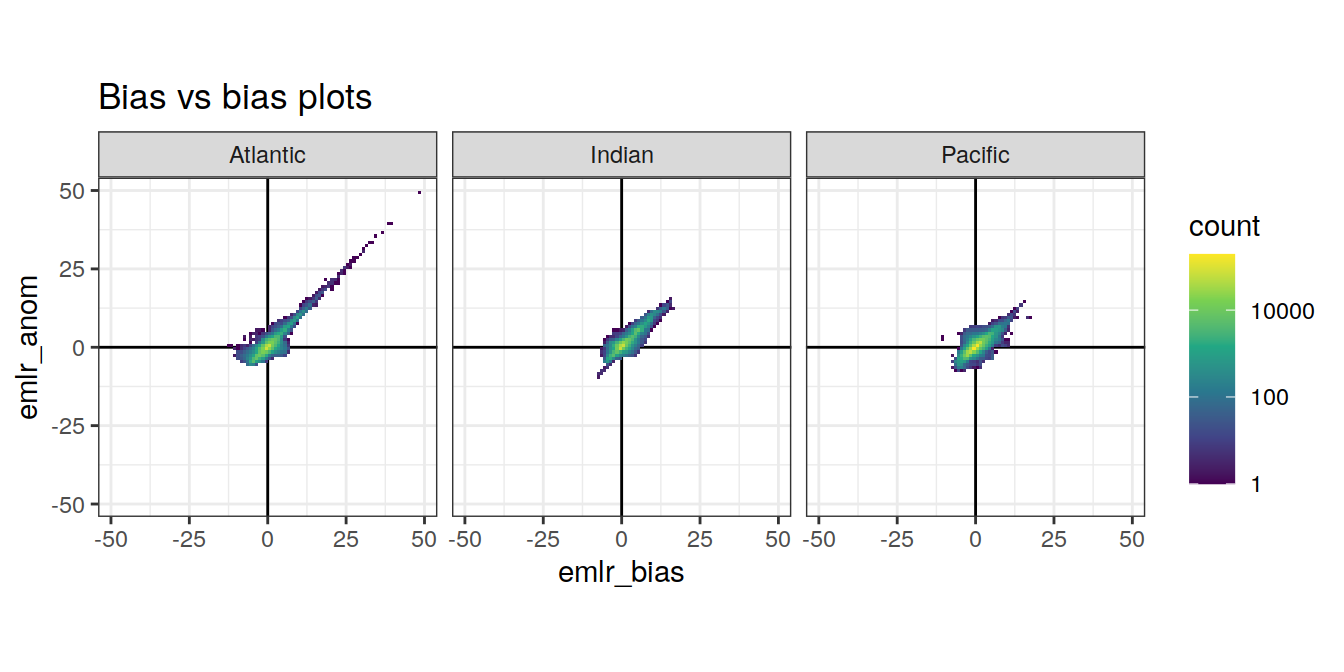 Bias vs bias plots
Atlantic Indian Pacific
50
25
0
-25
-50
emlr_anom
-50 -25 0 25 50 -50 -25 0 25 50 -50 -25 0 25 50
emlr_bias
count
10000
100
1